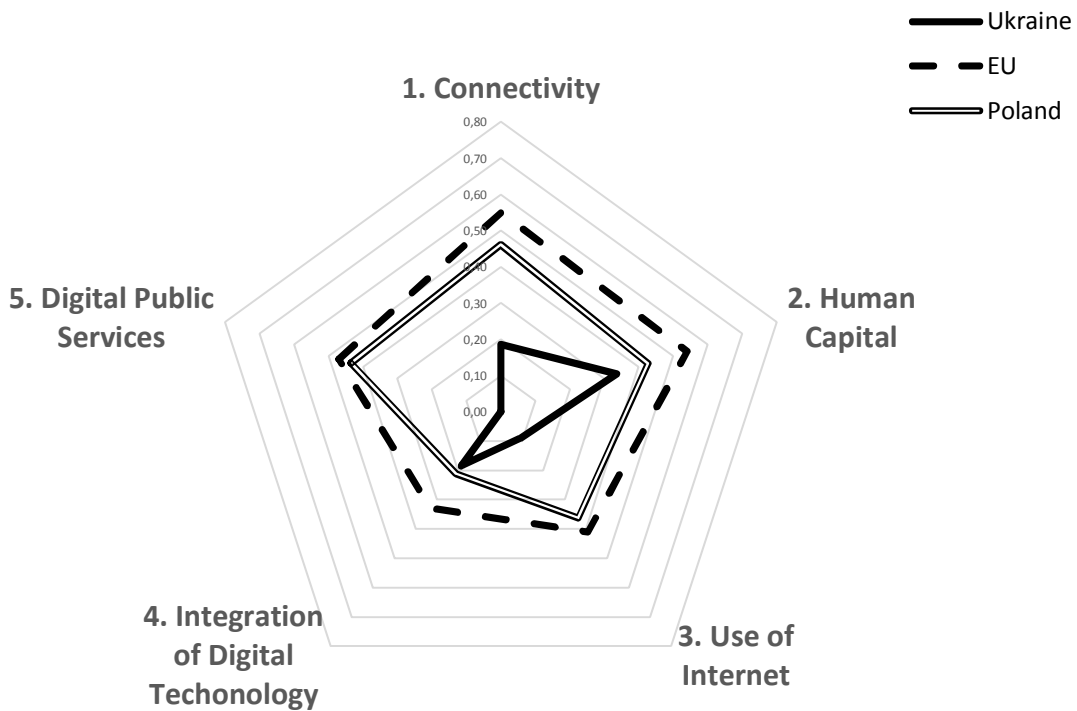 Ukraine
EU
Poland
1. Connectivity
0,80
0,70
0,60
0,50
0,40
0,30
0,20
0,10
0,00
2. Human
Capital
3. Use of
Internet
4. Integration
of Digital
Techonology
5. Digital Public
Services